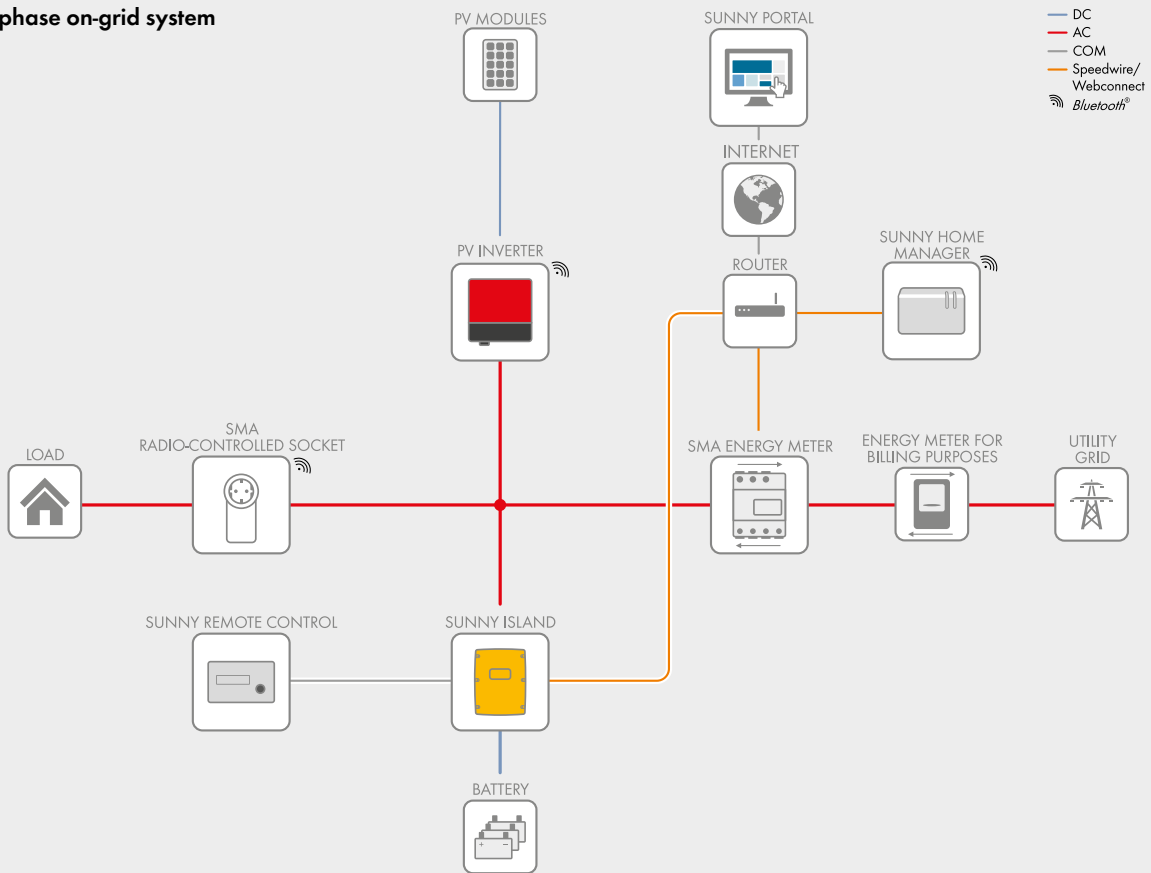 phase on-grid system
PV MODULES
SUNNY PORTAL
DC
AC
COM
Speedwire/
Webconnect
Bluetooth®
INTERNET
PV INVERTER
ROUTER
SUNNY HOME
MANAGER
LOAD
SMA
RADIO-CONTROLLED SOCKET
SMA ENERGY METER
ENERGY METER FOR
BILLING PURPOSES
UTILITY
GRID
SUNNY REMOTE CONTROL
SUNNY ISLAND
BATTERY
+ −